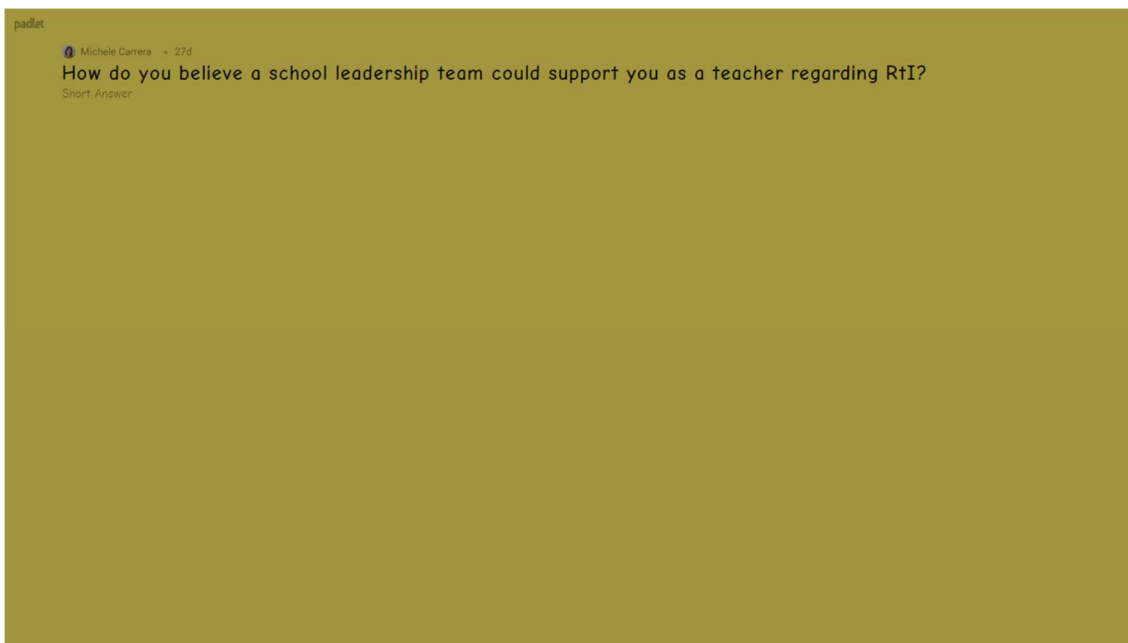 padlet
Michele Carrera • 27d
How do you believe a school leadership team could support you as a teacher regarding RtI?
Short Answer